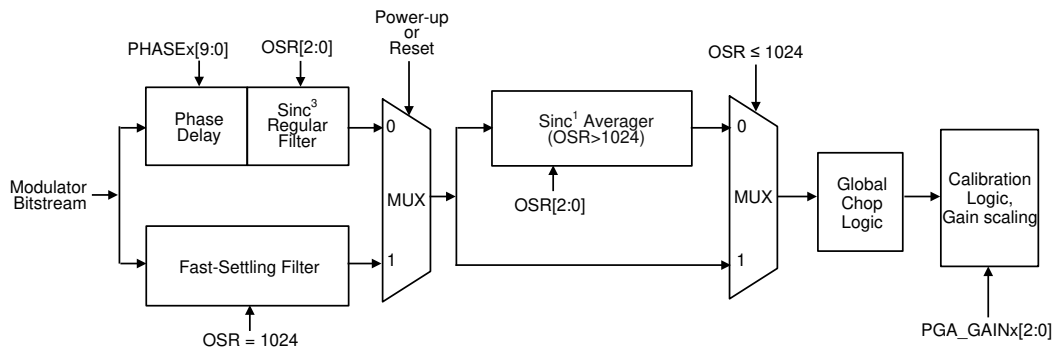 Power-up
or
Reset
PHASEx[9:0]
OSR[2:0]
OSR ≤ 1024
Phase
Delay
Sinc³
Regular
Filter
0
Sinc¹ Averager
(OSR>1024)
0
Modulator
Bitstream
MUX
OSR[2:0]
MUX
Global
Chop
Logic
Calibration
Logic,
Gain scaling
Fast-Settling Filter
1
1
OSR = 1024
PGA_GAINx[2:0]